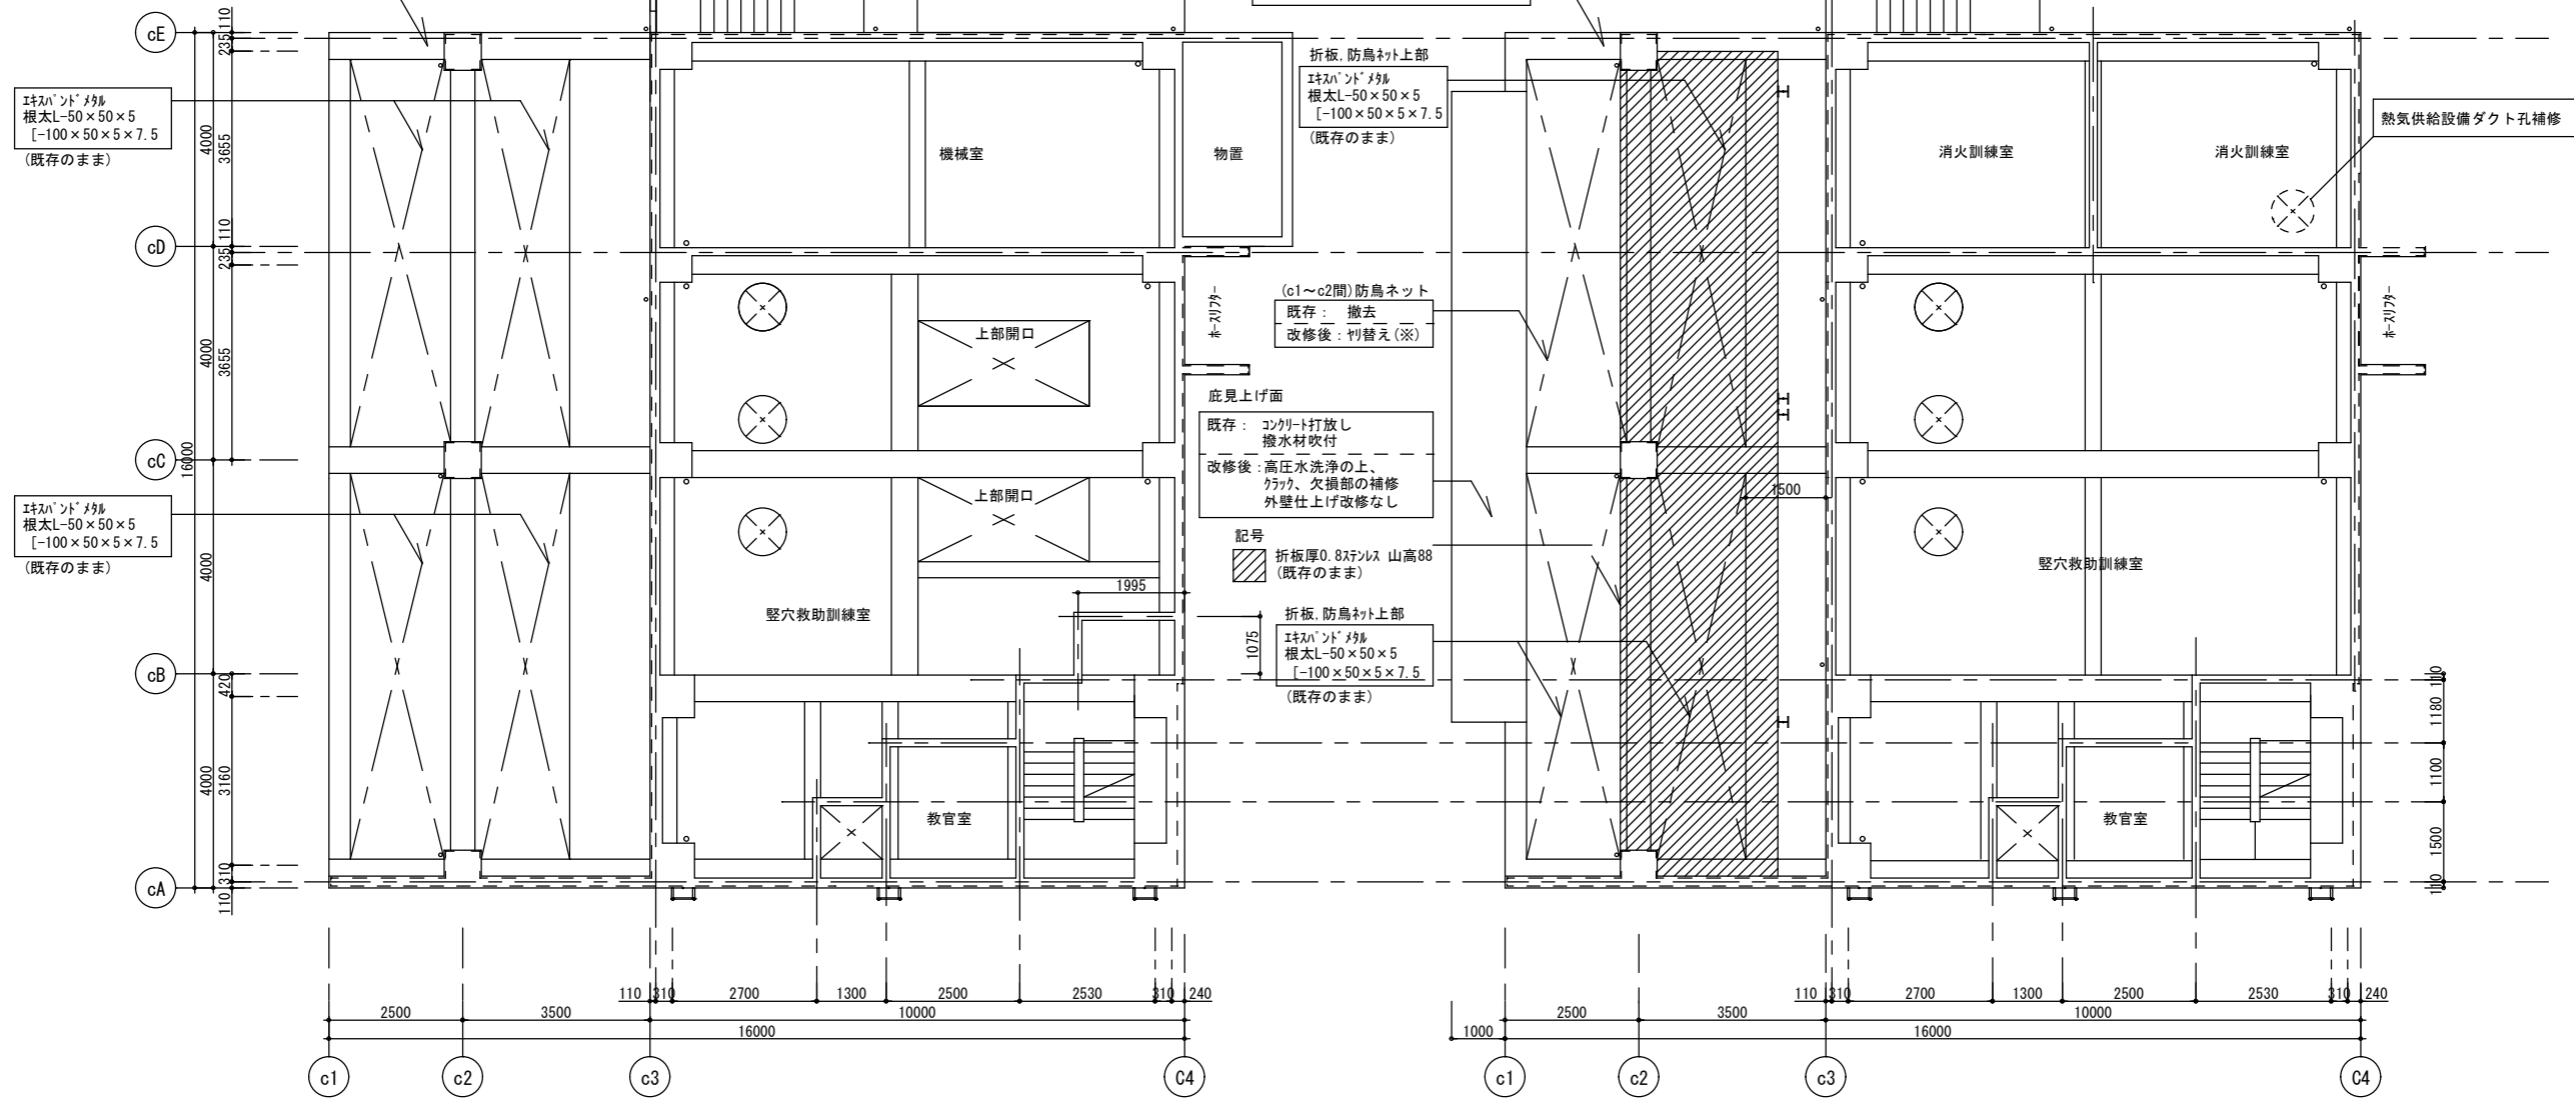 cE
cD
cC
cB
cA
110
235
3655
110
235
3655
420
3160
310
110
4000
4000
4000
4000
16000
ｴｷｽﾊﾟﾝﾄﾞﾒﾀﾙ
根太L-50×50×5
[-100×50×5×7.5
(既存のまま)
ｴｷｽﾊﾟﾝﾄﾞﾒﾀﾙ
根太L-50×50×5
[-100×50×5×7.5
(既存のまま)
機械室
物置
上部開口
上部開口
ﾎｰｽﾘﾌﾀｰ
竪穴救助訓練室
教官室
1995
1075
110
310
2700
1300
2500
2530
310
240
2500
3500
10000
16000
c1
c2
c3
C4
折板,防鳥ﾈｯﾄ上部
ｴｷｽﾊﾟﾝﾄﾞﾒﾀﾙ
根太L-50×50×5
[-100×50×5×7.5
(既存のまま)
(c1～c2間)防鳥ネット
既存： 撤去
改修後：ﾔﾘ替え(※)
庇見上げ面
既存： ｺﾝｸﾘｰﾄ打放し
撥水材吹付
改修後：高圧水洗浄の上、
ｸﾗｯｸ、欠損部の補修
外壁仕上げ改修なし
記号
折板厚0.8ｽﾃﾝﾚｽ 山高88
(既存のまま)
折板,防鳥ﾈｯﾄ上部
ｴｷｽﾊﾟﾝﾄﾞﾒﾀﾙ
根太L-50×50×5
[-100×50×5×7.5
(既存のまま)
1500
消火訓練室
消火訓練室
熱気供給設備ダクト孔補修
ﾎｰｽﾘﾌﾀｰ
竪穴救助訓練室
教官室
110
1180
1100
1500
110
110
310
2700
1300
2500
2530
310
240
2500
3500
10000
1000
16000
c1
c2
c3
C4